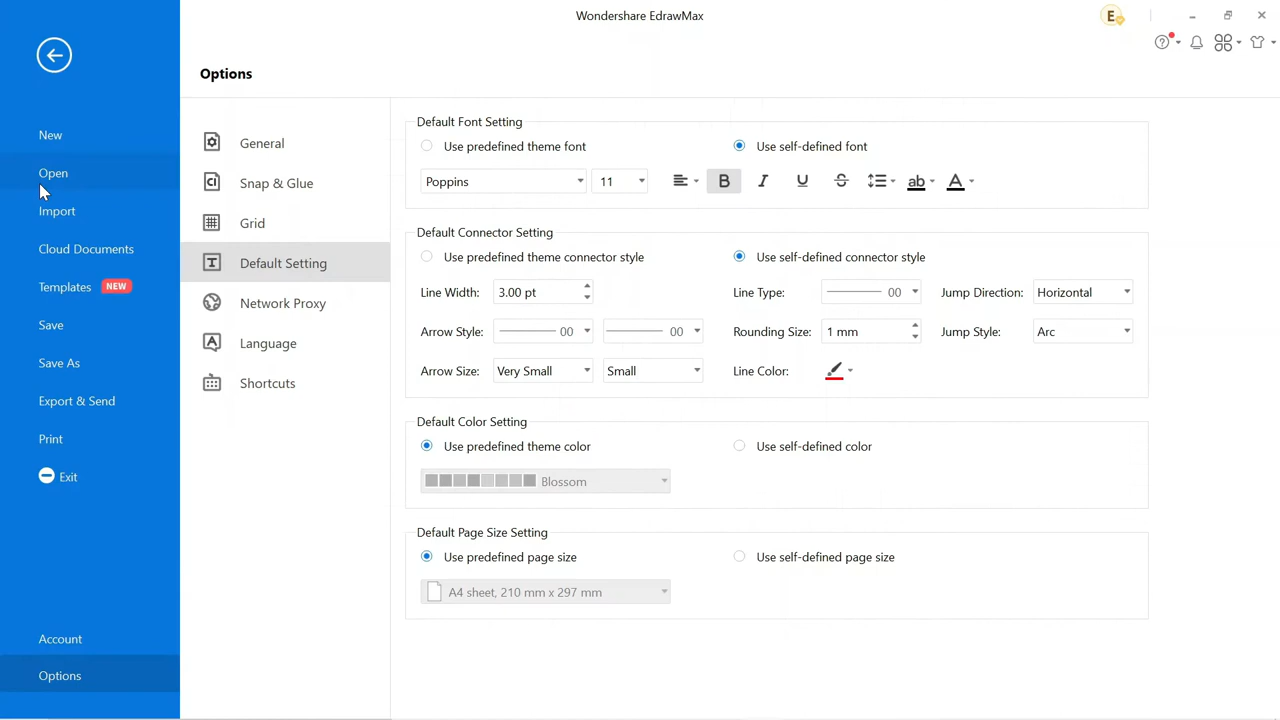 Wondershare EdrawMax
E
Options
New
Open
Import
Cloud Documents
Templates NEW
Save
Save As
Export & Send
Print
Exit
Account
Options
General
Snap & Glue
Grid
Default Setting
Network Proxy
Language
Shortcuts
Default Font Setting
Use predefined theme font
Use self-defined font
Poppins
11
B I U S ab A
Default Connector Setting
Use predefined theme connector style
Use self-defined connector style
Line Width: 3.00 pt
Line Type: 00
Jump Direction: Horizontal
Arrow Style: 00 00
Rounding Size: 1 mm
Jump Style: Arc
Arrow Size: Very Small Small
Line Color:
Default Color Setting
Use predefined theme color
Use self-defined color
Blossom
Default Page Size Setting
Use predefined page size
Use self-defined page size
A4 sheet, 210 mm x 297 mm